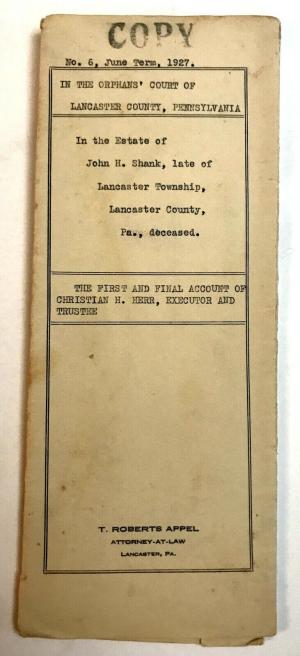 COPY
No. 6, June Term, 1927.
IN THE ORPHANS' COURT OF
LANCASTER COUNTY, PENNSYLVANIA
In the Estate of
John H. Shank, late of
Lancaster Township,
Lancaster County,
Pa., deceased.
THE FIRST AND FINAL ACCOUNT OF
CHRISTIAN H. HERR, EXECUTOR AND
TRUSTEE
T. ROBERTS APPEL
ATTORNEY-AT-LAW
LANCASTER, PA.